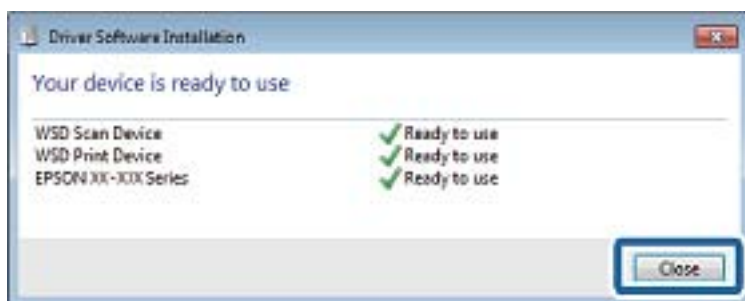 Driver Software Installation
Your device is ready to use
WSD Scan Device Ready to use
WSD Print Device Ready to use
EPSON XX-XXX Series Ready to use
Close